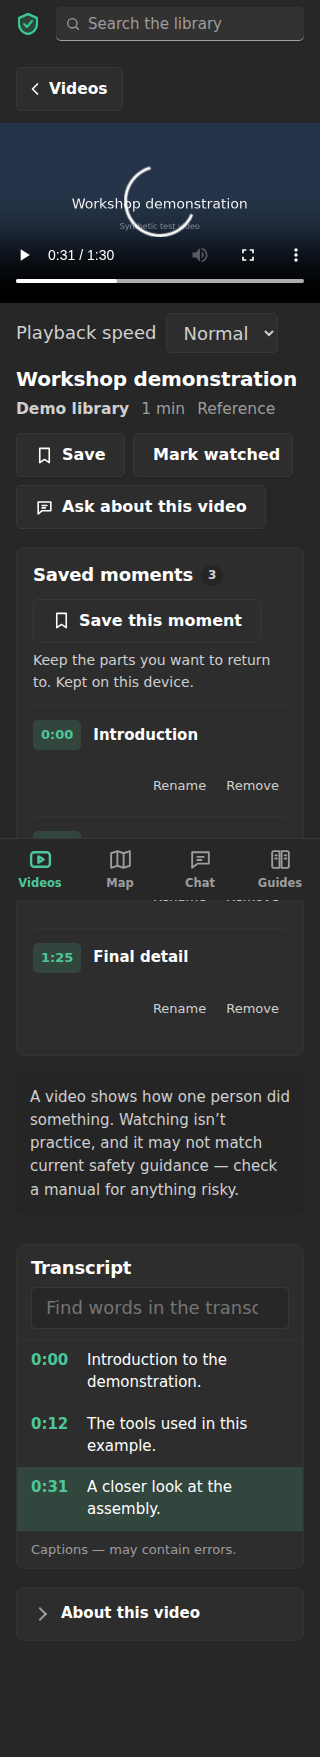 Search the library
Videos
Workshop demonstration
Synthetic test video
0:31 / 1:30
Playback speed Normal
Workshop demonstration
Demo library 1 min Reference
Save Mark watched
Ask about this video
Saved moments 3
Save this moment
Keep the parts you want to return
to. Kept on this device.
0:00 Introduction
Rename Remove
Videos Map Chat Guides
1:25 Final detail
Rename Remove
A video shows how one person did
something. Watching isn’t
practice, and it may not match
current safety guidance — check
a manual for anything risky.
Transcript
Find words in the transc
0:00 Introduction to the
demonstration.
0:12 The tools used in this
example.
0:31 A closer look at the
assembly.
Captions — may contain errors.
About this video